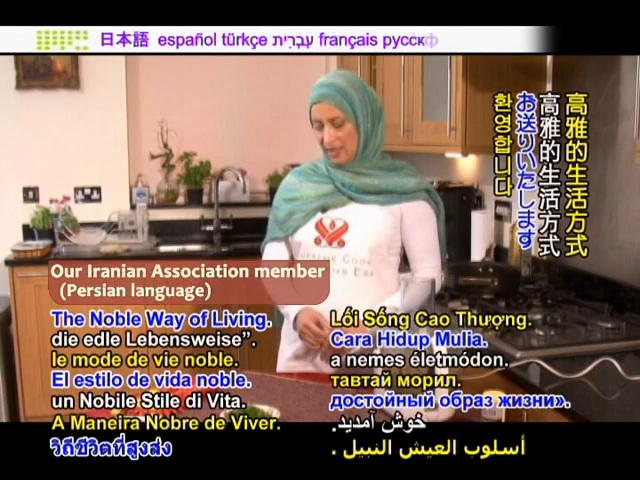 日本語 español türkçe עִבְרִית français русск
高雅的生活方式
高雅的生活方式
お送りいたします
환영합니다
Our Iranian Association member
(Persian language)
The Noble Way of Living.
die edle Lebensweise”.
le mode de vie noble.
El estilo de vida noble.
un Nobile Stile di Vita.
A Maneira Nobre de Viver.
วิถีชีวิตที่สูงส่ง
Lối Sống Cao Thượng.
Cara Hidup Mulia.
a nemes életmódon.
тавтай морил.
достойный образ жизни».
خوش آمدید.
أسلوب العيش النبيل .